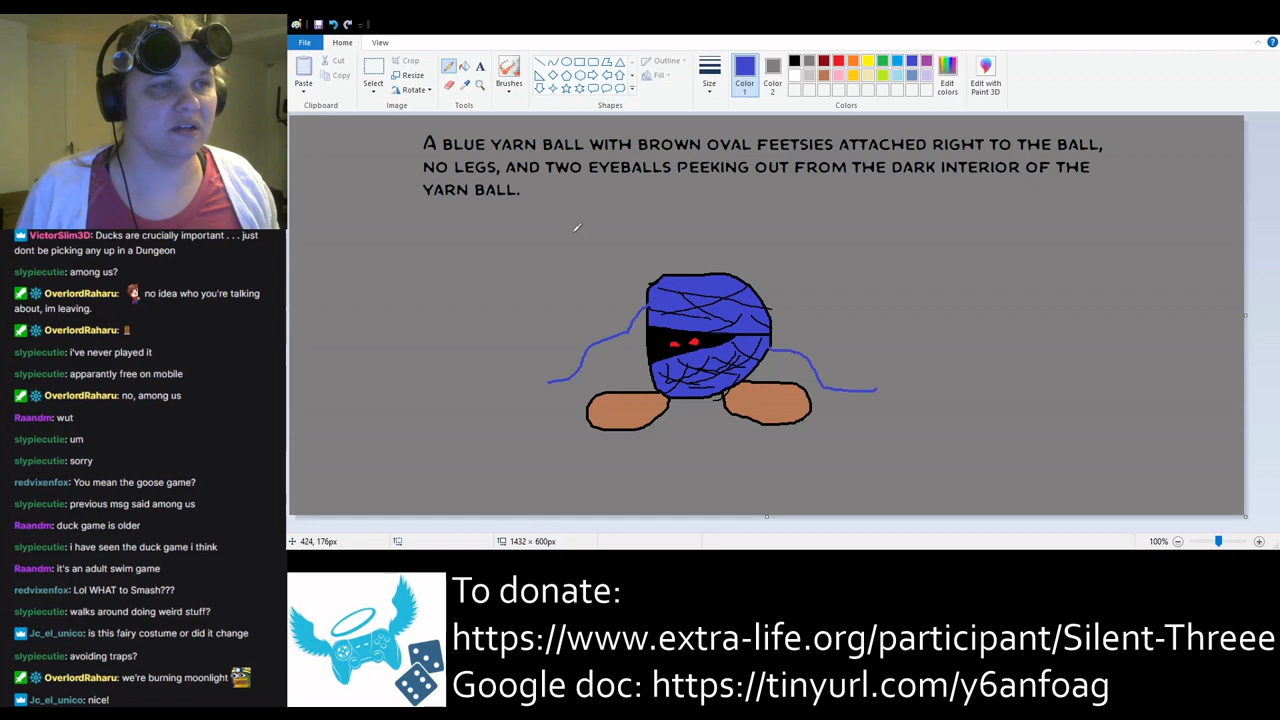 File
Home
View
Cut
Copy
Paste
Clipboard
Crop
Resize
Rotate
Select
Image
Tools
Brushes
Outline
Fill
Shapes
Size
Color 1
Color 2
Edit colors
Edit with Paint 3D
Colors
A BLUE YARN BALL WITH BROWN OVAL FEETSIES ATTACHED RIGHT TO THE BALL,
NO LEGS, AND TWO EYEBALLS PEEKING OUT FROM THE DARK INTERIOR OF THE
YARN BALL.
VictorSlim3D: Ducks are crucially important . . . just
dont be picking any up in a Dungeon
slypiecutie: among us?
OverlordRaharu: no idea who you're talking
about, im leaving.
OverlordRaharu:
slypiecutie: i've never played it
slypiecutie: apparantly free on mobile
OverlordRaharu: no, among us
Raandm: wut
slypiecutie: um
slypiecutie: sorry
redvixenfox: You mean the goose game?
slypiecutie: previous msg said among us
Raandm: duck game is older
slypiecutie: i have seen the duck game i think
Raandm: it's an adult swim game
redvixenfox: Lol WHAT to Smash???
slypiecutie: walks around doing weird stuff?
Jc_el_unico: is this fairy costume or did it change
slypiecutie: avoiding traps?
OverlordRaharu: we're burning moonlight
Jc_el_unico: nice!
424, 176px
1432 × 600px
100%
To donate:
https://www.extra-life.org/participant/Silent-Threee
Google doc: https://tinyurl.com/y6anfoag